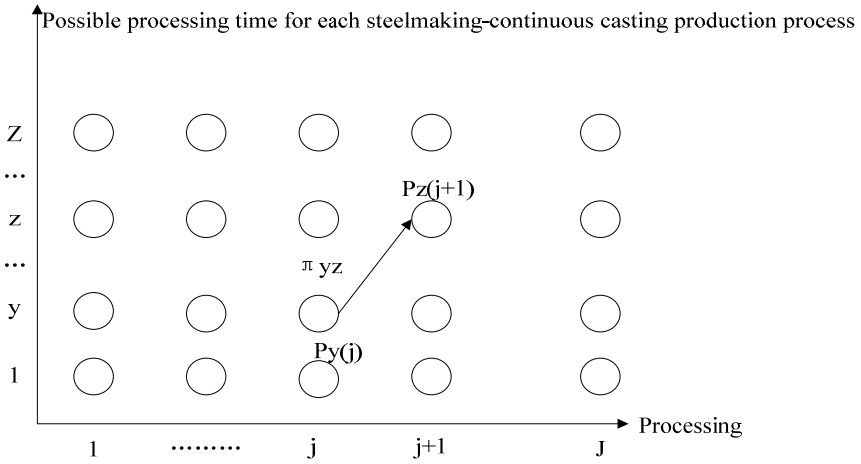 Possible processing time for each steelmaking-continuous casting production process
Z
...
Pz(j+1)
z
...
π yz
y
Py(j)
1
Processing
1 ......... j j+1 J